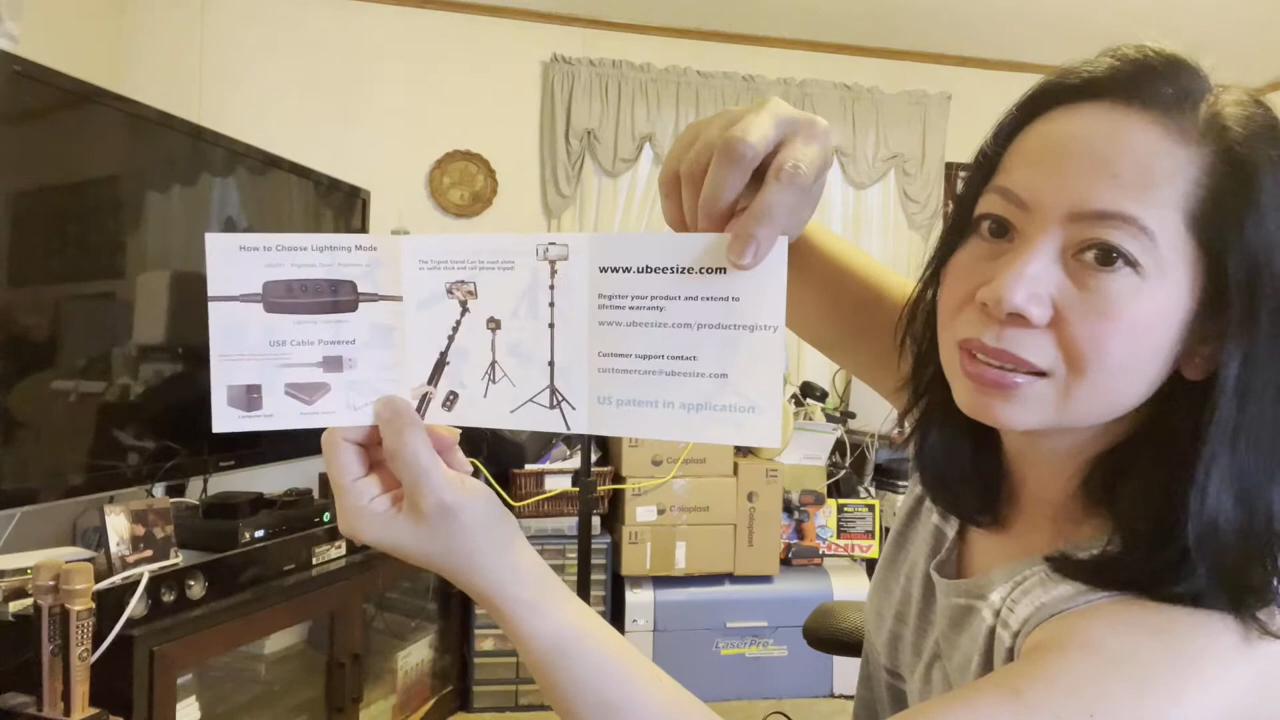 How to Choose Lightning Mode
USB Cable Powered
The Tripod Stand Can be used alone
as selfie stick and cell phone tripod!
www.ubeesize.com
Register your product and extend to
lifetime warranty:
www.ubeesize.com/productregistry
Customer support contact:
customercare@ubeesize.com
US patent in application
Coloplast
Coloplast
Coloplast
LaserPro